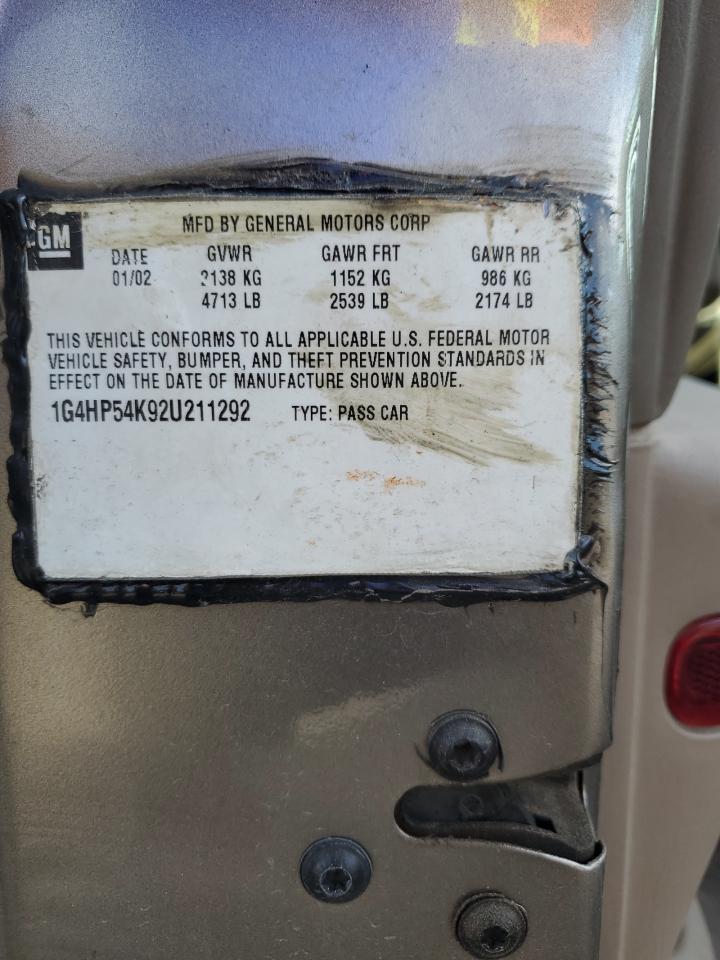 GM
MFD BY GENERAL MOTORS CORP
DATE GVWR GAWR FRT GAWR RR
01/02 2138 KG 1152 KG 986 KG
4713 LB 2539 LB 2174 LB
THIS VEHICLE CONFORMS TO ALL APPLICABLE U.S. FEDERAL MOTOR
VEHICLE SAFETY, BUMPER, AND THEFT PREVENTION STANDARDS IN
EFFECT ON THE DATE OF MANUFACTURE SHOWN ABOVE.
1G4HP54K92U211292 TYPE: PASS CAR